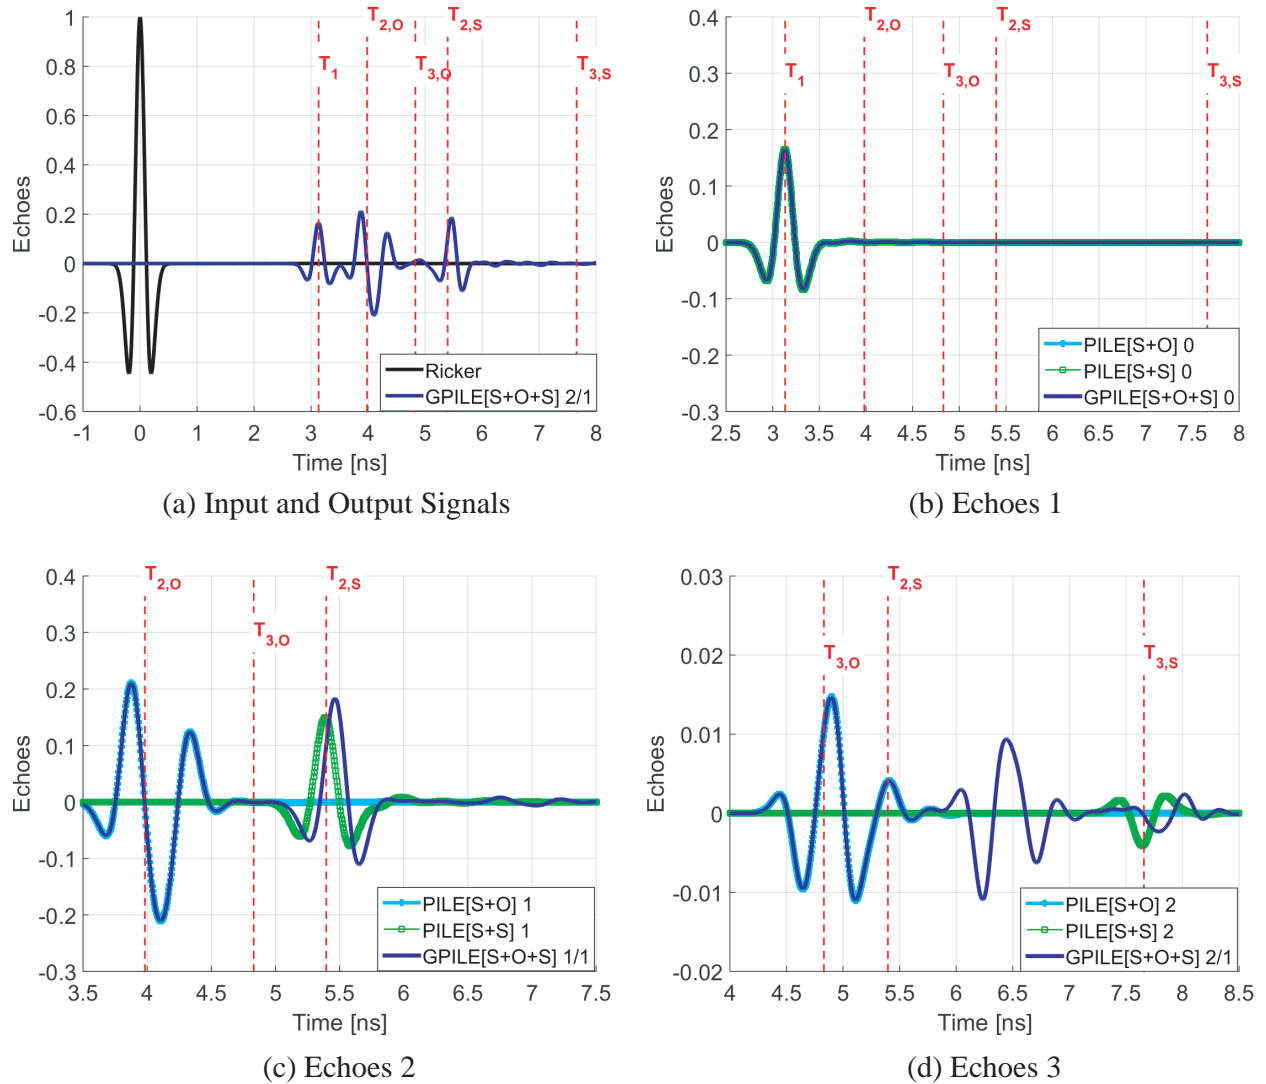 1
0.8
0.6
0.4
0.2
0
-0.2
-0.4
-0.6
Echoes
T2,O
T2,S
T1
T3,O
T3,S
Ricker
GPILE[S+O+S] 2/1
-1 0 1 2 3 4 5 6 7 8
Time [ns]
(a) Input and Output Signals
0.4
0.3
0.2
0.1
0
-0.1
-0.2
-0.3
Echoes
T2,O
T2,S
T1
T3,O
T3,S
PILE[S+O] 0
PILE[S+S] 0
GPILE[S+O+S] 0
2.5 3 3.5 4 4.5 5 5.5 6 6.5 7 7.5 8
Time [ns]
(b) Echoes 1
0.4
0.3
0.2
0.1
0
-0.1
-0.2
-0.3
Echoes
T2,O
T2,S
T3,O
PILE[S+O] 1
PILE[S+S] 1
GPILE[S+O+S] 1/1
3.5 4 4.5 5 5.5 6 6.5 7 7.5
Time [ns]
(c) Echoes 2
0.03
0.02
0.01
0
-0.01
-0.02
Echoes
T2,S
T3,O
T3,S
PILE[S+O] 2
PILE[S+S] 2
GPILE[S+O+S] 2/1
4 4.5 5 5.5 6 6.5 7 7.5 8 8.5
Time [ns]
(d) Echoes 3